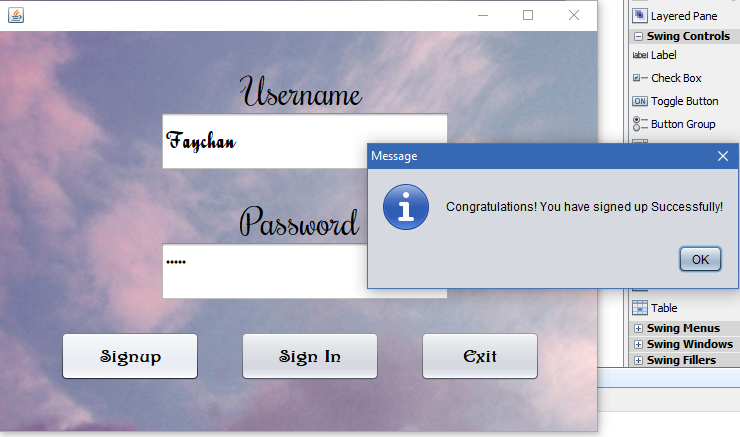 Username
Faychan
Password
•••••
Signup
Sign In
Exit
Message
Congratulations! You have signed up Successfully!
OK
Layered Pane
Swing Controls
label Label
Check Box
ON Toggle Button
Button Group
Table
Swing Menus
Swing Windows
Swing Fillers